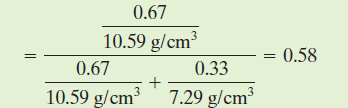 0.67
10.59 g/cm³
=
0.67
10.59 g/cm³
+
0.33
7.29 g/cm³
= 0.58